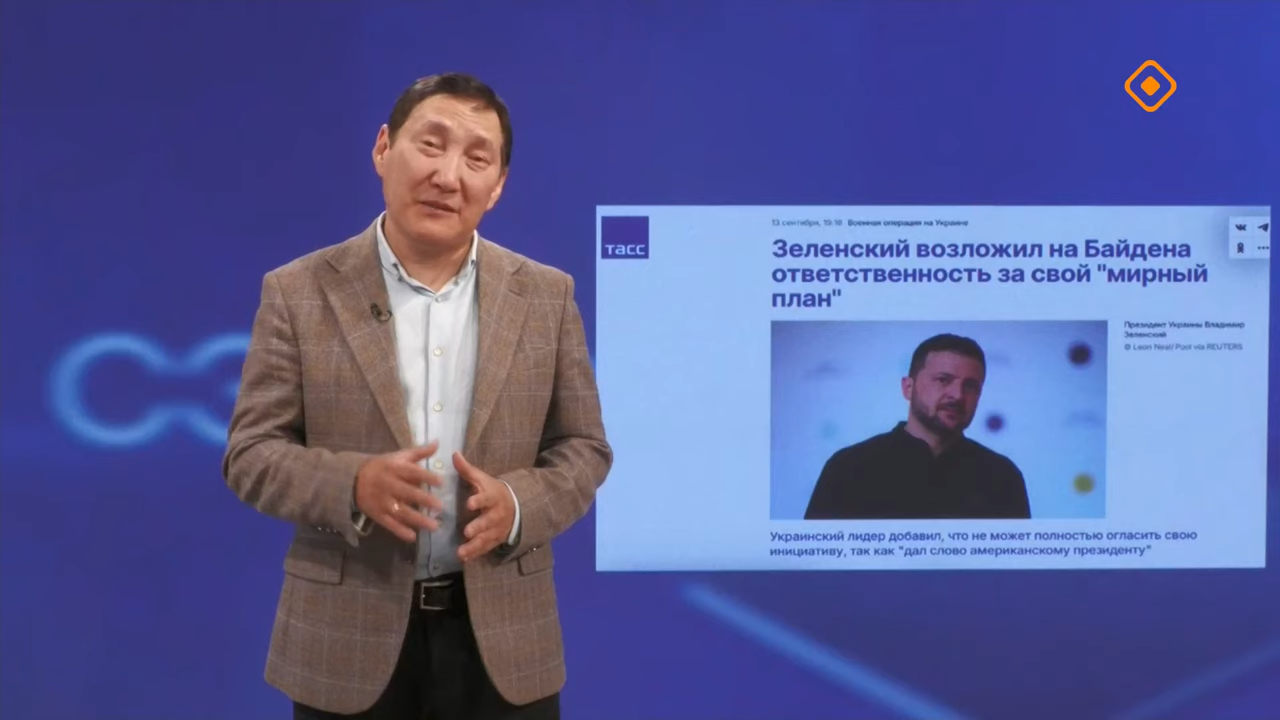 тасс
13 сентября, 19:18 Военная операция на Украине
Зеленский возложил на Байдена
ответственность за свой "мирный
план"
Президент Украины Владимир
Зеленский
© Leon Neal/Pool via REUTERS
Украинский лидер добавил, что не может полностью огласить свою
инициативу, так как "дал слово американскому президенту"